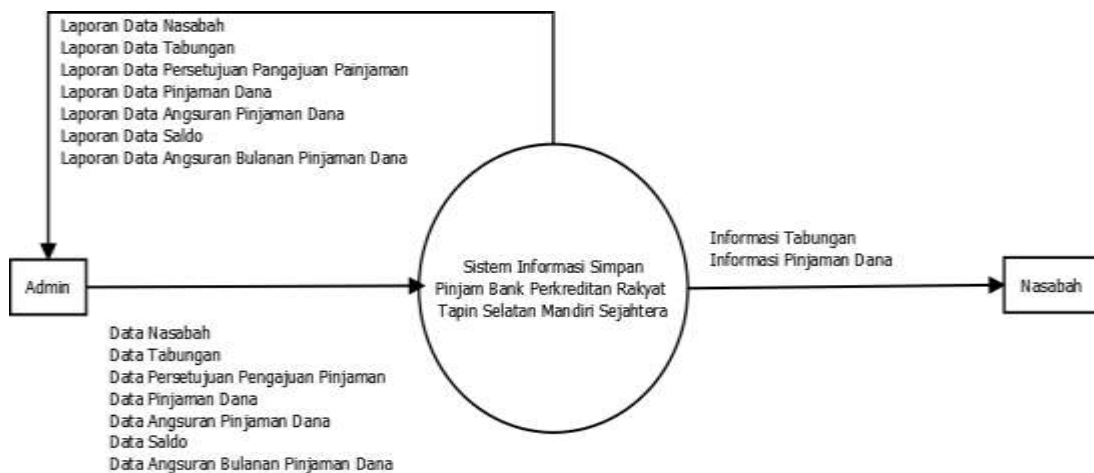 Laporan Data Nasabah
Laporan Data Tabungan
Laporan Data Persetujuan Pangajuan Painjaman
Laporan Data Pinjaman Dana
Laporan Data Angsuran Pinjaman Dana
Laporan Data Saldo
Laporan Data Angsuran Bulanan Pinjaman Dana
Admin
Sistem Informasi Simpan
Pinjam Bank Perkreditan Rakyat
Tapin Selatan Mandiri Sejahtera
Informasi Tabungan
Informasi Pinjaman Dana
Nasabah
Data Nasabah
Data Tabungan
Data Persetujuan Pengajuan Pinjaman
Data Pinjaman Dana
Data Angsuran Pinjaman Dana
Data Saldo
Data Angsuran Bulanan Pinjaman Dana